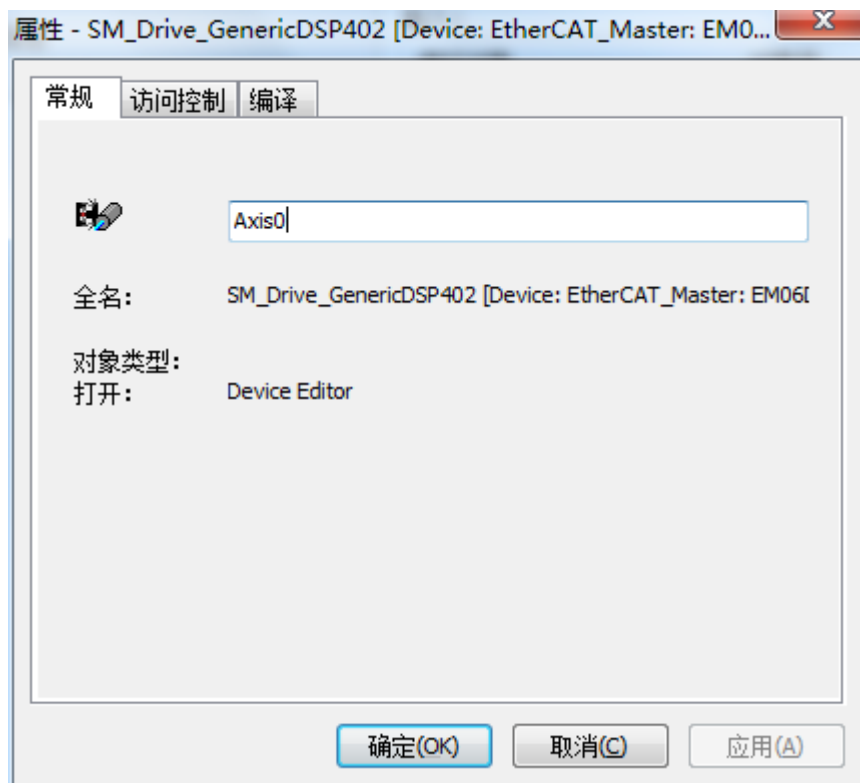 属性 - SM_Drive_GenericDSP402 [Device: EtherCAT_Master: EM0...
常规 访问控制 编译
Axis0
全名: SM_Drive_GenericDSP402 [Device: EtherCAT_Master: EM06
对象类型:
打开: Device Editor
确定(OK) 取消(C) 应用(A)